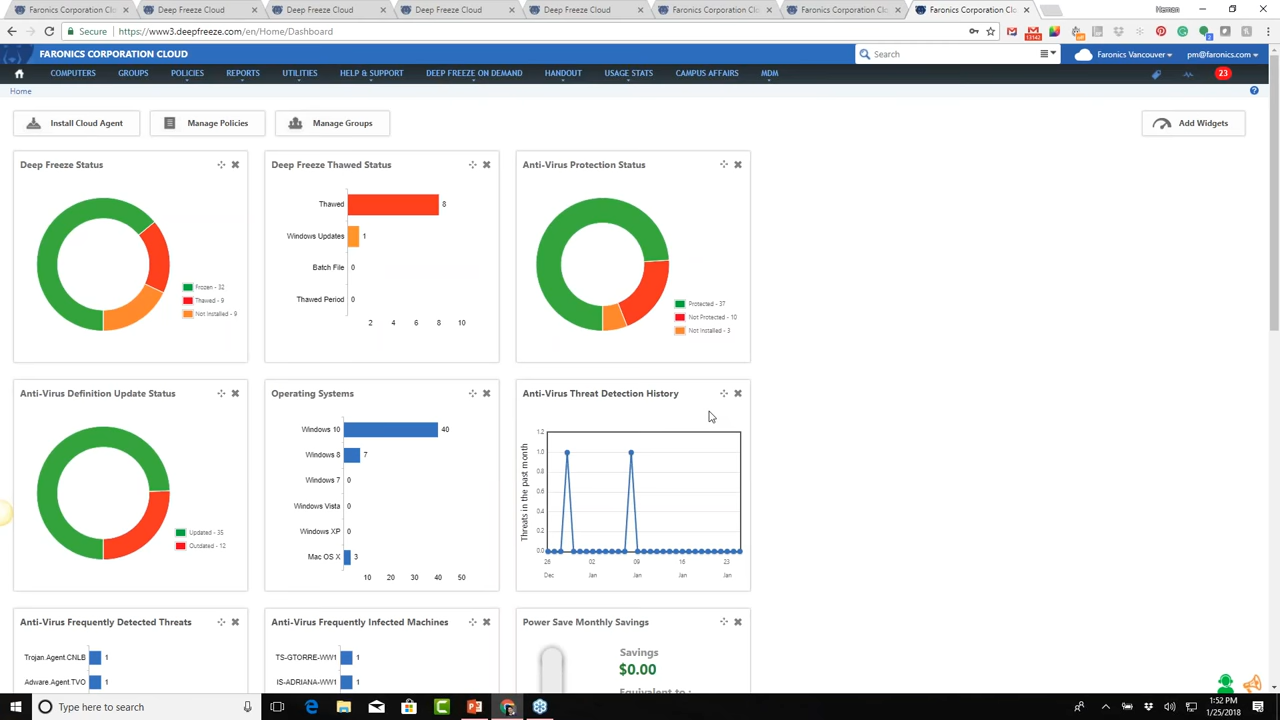 Faronics Corporation Cl
Deep Freeze Cloud
Deep Freeze Cloud
Deep Freeze Cloud
Deep Freeze Cloud
Faronics Corporation Cl
Faronics Corporation Cl
Faronics Corporation Cl
Heman
Secure
https://www3.deepfreeze.com/en/Home/Dashboard
FARONICS CORPORATION CLOUD
Search
Faronics Vancouver
pm@faronics.com
COMPUTERS GROUPS POLICIES REPORTS UTILITIES HELP & SUPPORT DEEP FREEZE ON DEMAND HANDOUT USAGE STATS CAMPUS AFFAIRS MDM
23
Home
Install Cloud Agent
Manage Policies
Manage Groups
Add Widgets
Deep Freeze Status
Frozen - 32
Thawed - 9
Not Installed - 9
Deep Freeze Thawed Status
Thawed 8
Windows Updates 1
Batch File 0
Thawed Period 0
2 4 6 8 10
Anti-Virus Protection Status
Protected - 37
Not Protected - 10
Not Installed - 3
Anti-Virus Definition Update Status
Updated - 35
Outdated - 12
Operating Systems
Windows 10 40
Windows 8 7
Windows 7 0
Windows Vista 0
Windows XP 0
Mac OS X 3
10 20 30 40 50
Anti-Virus Threat Detection History
Threats in the past month
1.2
1.0
0.8
0.6
0.4
0.2
0.0
26 02 09 16 23
Dec Jan Jan Jan Jan
Anti-Virus Frequently Detected Threats
Trojan.Agent.CNLB 1
Adware.Agent.TVO 1
Anti-Virus Frequently Infected Machines
TS-GTORRE-WW1 1
IS-ADRIANA-WW1 1
Power Save Monthly Savings
Savings
$0.00
Equivalent to :
Type here to search
1:52 PM
1/25/2018